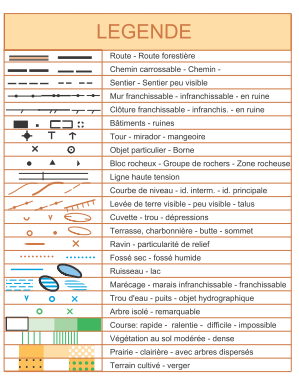 LEGENDE
Route - Route forestière
Chemin carrossable - Chemin -
Sentier - Sentier peu visible
Mur franchissable - infranchissable - en ruine
Clôture franchissable - infranchis. - en ruine
Bâtiments - ruines
Tour - mirador - mangeoire
Objet particulier - Borne
Bloc rocheux - Groupe de rochers - Zone rocheuse
Ligne haute tension
Courbe de niveau - id. interm. - id. principale
Levée de terre visible - peu visible - talus
Cuvette - trou - dépressions
Terrasse, charbonnière - butte - sommet
Ravin - particularité de relief
Fossé sec - fossé humide
Ruisseau - lac
Marécage - marais infranchissable - franchissable
Trou d'eau - puits - objet hydrographique
Arbre isolé - remarquable
Course: rapide - ralentie - difficile - impossible
Végétation au sol modérée - dense
Prairie - clairière - avec arbres dispersés
Terrain cultivé - verger